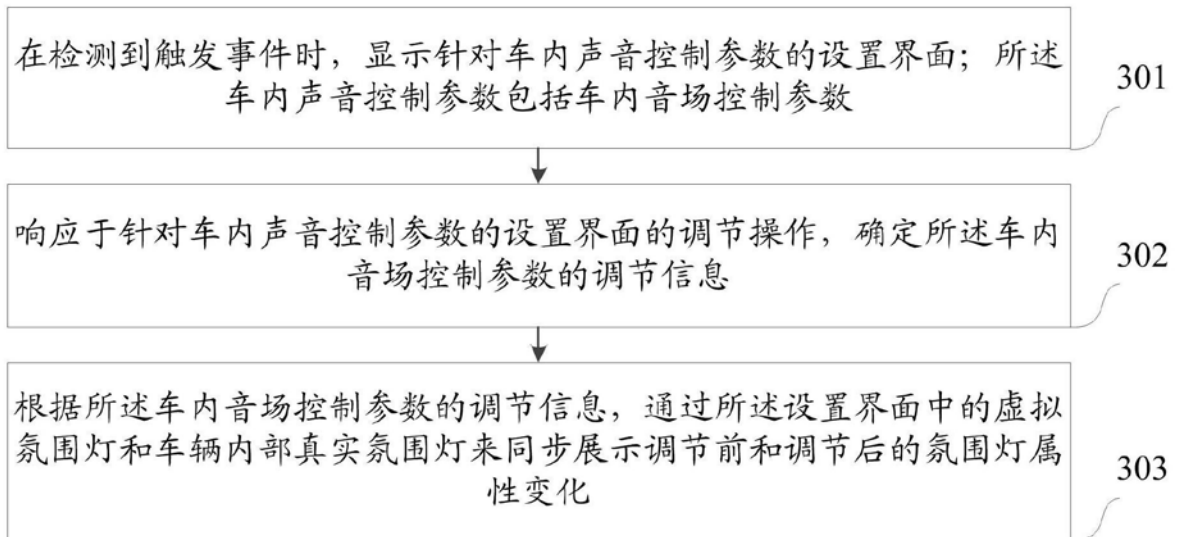 在检测到触发事件时，显示针对车内声音控制参数的设置界面；所述
车内声音控制参数包括车内音场控制参数
301
响应于针对车内声音控制参数的设置界面的调节操作，确定所述车内
音场控制参数的调节信息
302
根据所述车内音场控制参数的调节信息，通过所述设置界面中的虚拟
氛围灯和车辆内部真实氛围灯来同步展示调节前和调节后的氛围灯属
性变化
303